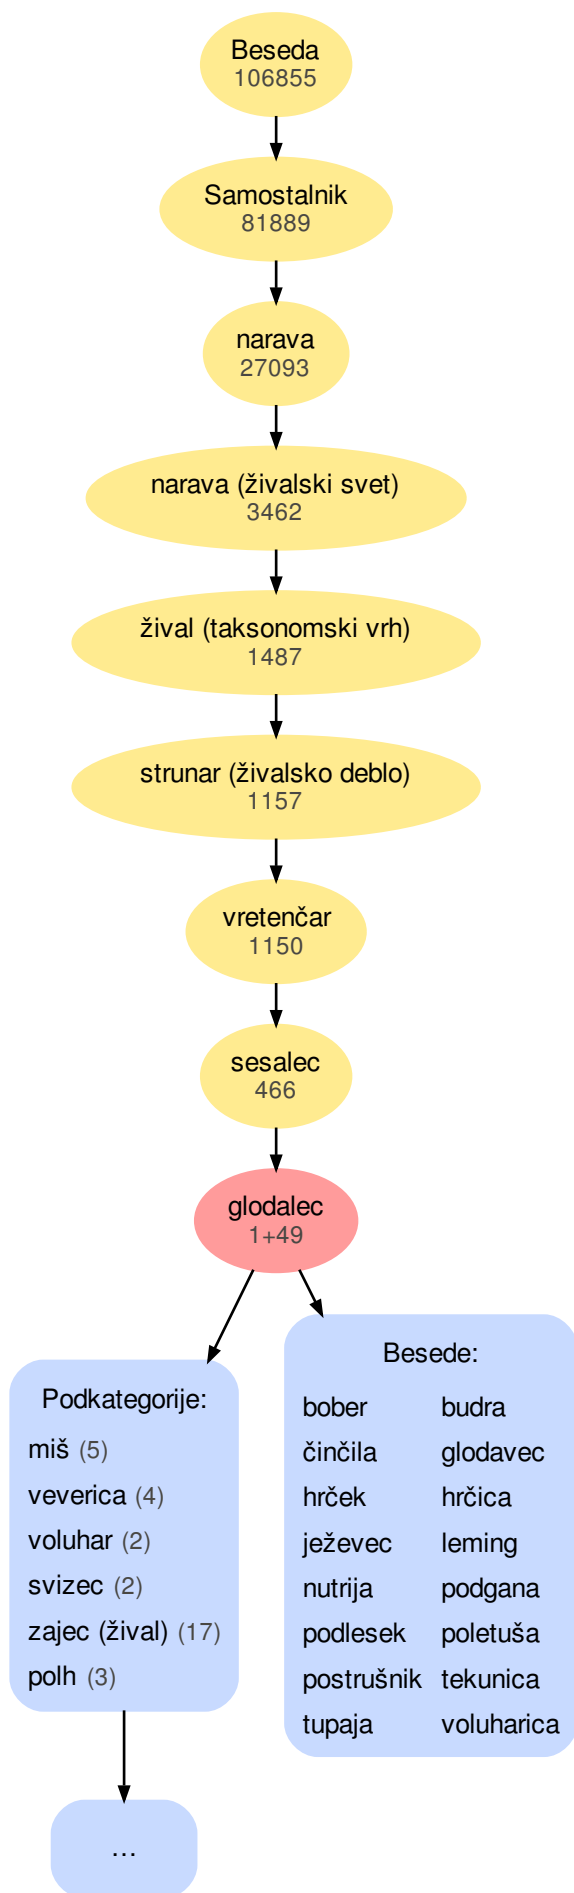 Beseda
106855
Samostalnik
81889
narava
27093
narava (živalski svet)
3462
žival (taksonomski vrh)
1487
strunar (živalsko deblo)
1157
vretenčar
1150
sesalec
466
glodalec
1+49
Podkategorije:
miš (5)
veverica (4)
voluhar (2)
svizec (2)
zajec (žival) (17)
polh (3)
...
Besede:
bober budra
činčila glodavec
hrček hrčica
ježevec leming
nutrija podgana
podlesek poletuša
postrušnik tekunica
tupaja voluharica